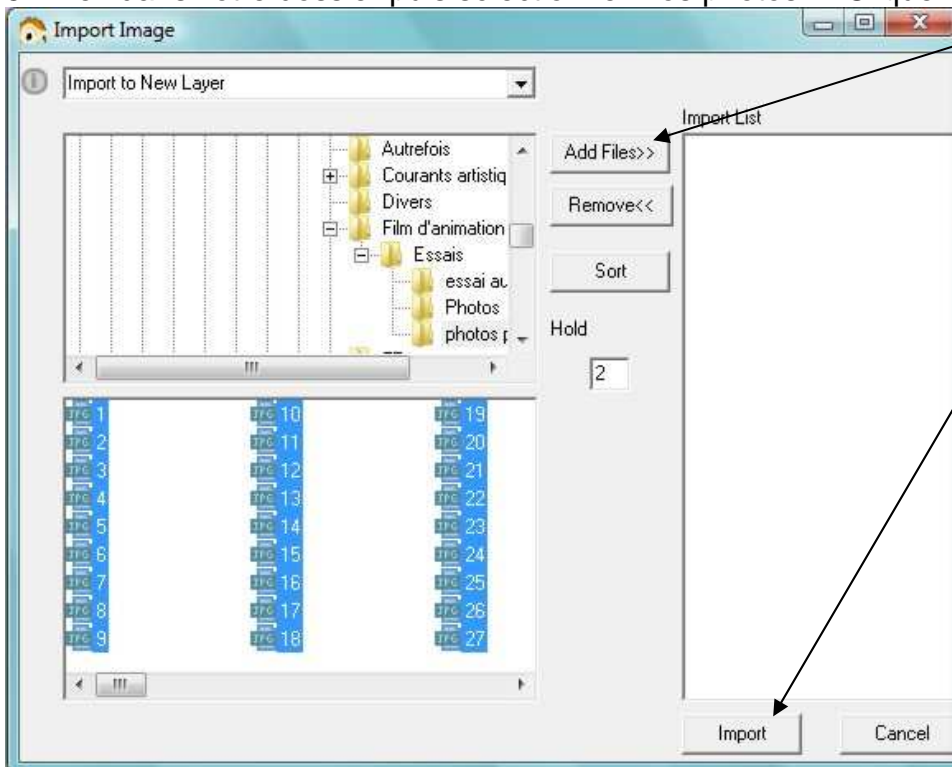 Import Image
Import to New Layer
Import List
Autrefois
Courants artistiq
Divers
Film d'animation
Essais
essai au
Photos
photos p
Add Files>>
Remove<<
Sort
Hold
2
1 10 19
2 11 20
3 12 21
4 13 22
5 14 23
6 15 24
7 16 25
8 17 26
9 18 27
Import Cancel